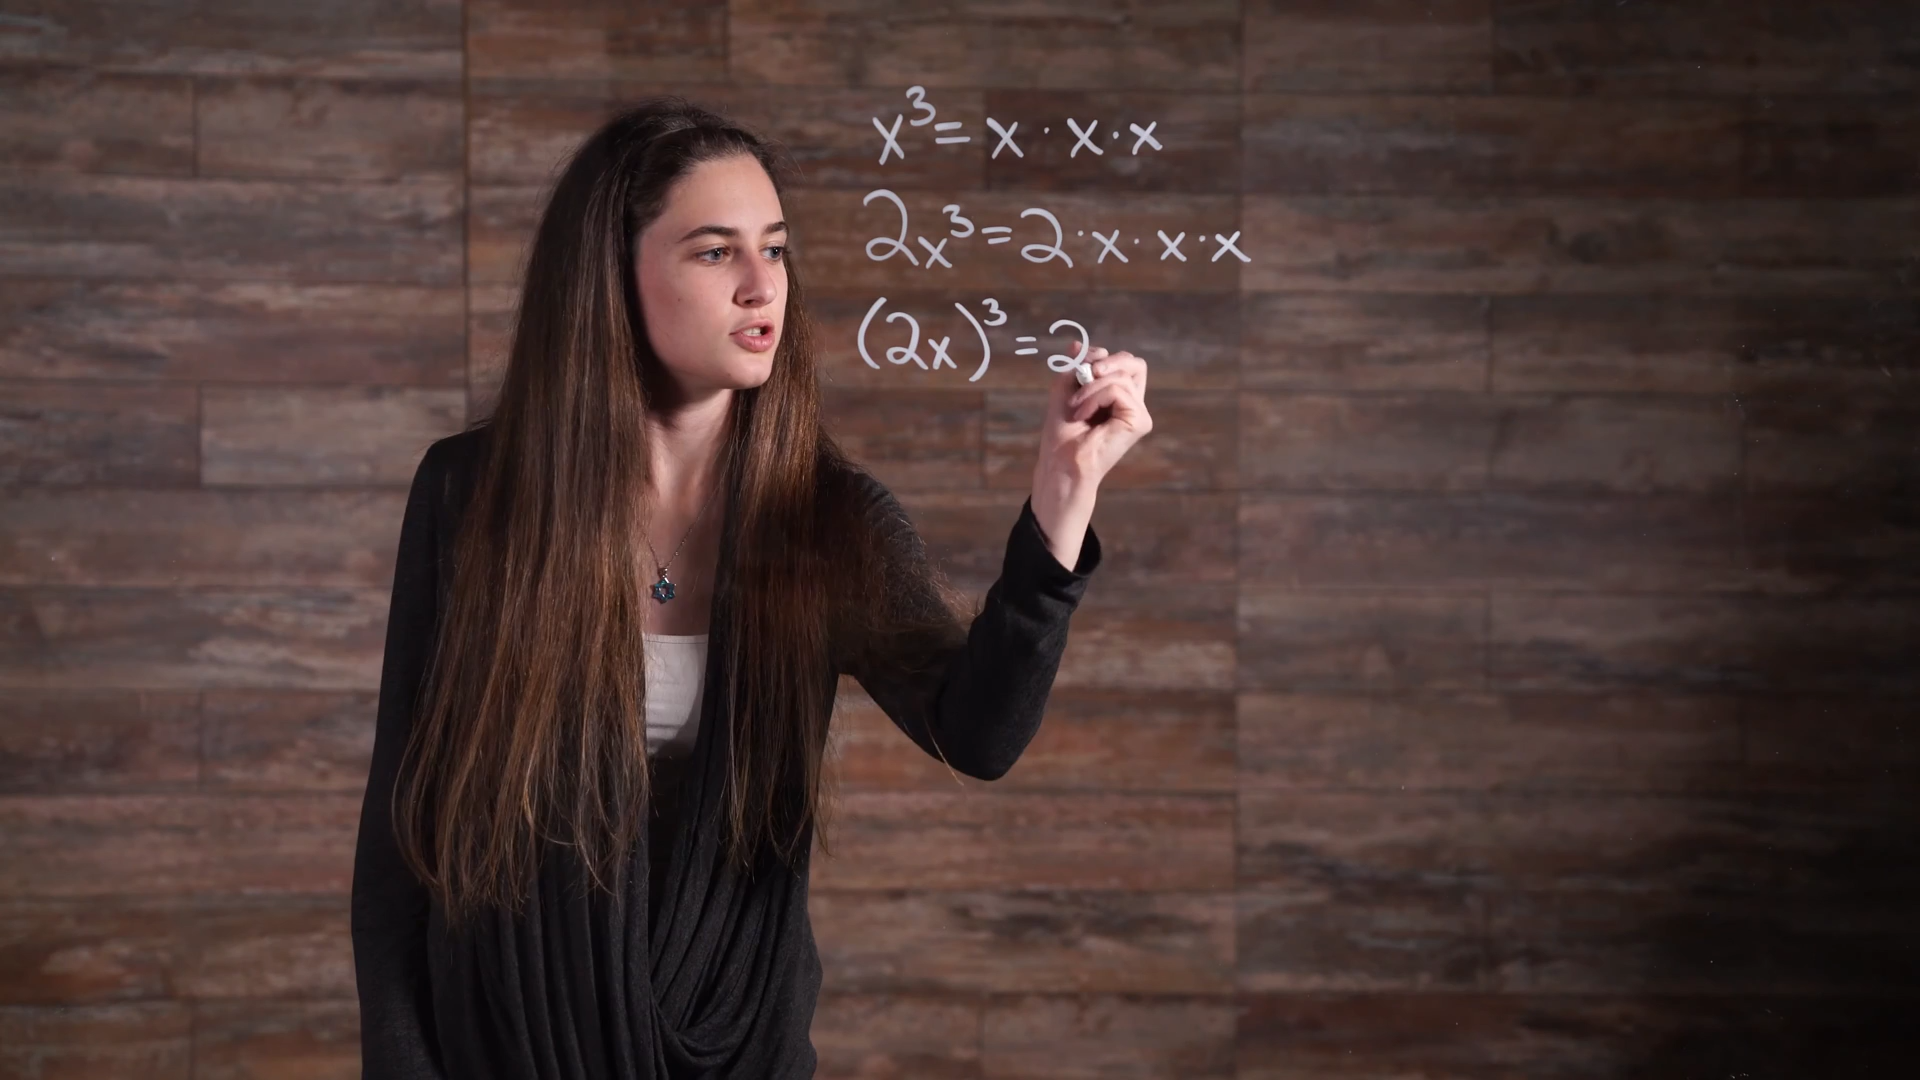 x³ = x · x · x
2x³ = 2 · x · x · x
(2x)³ = 2